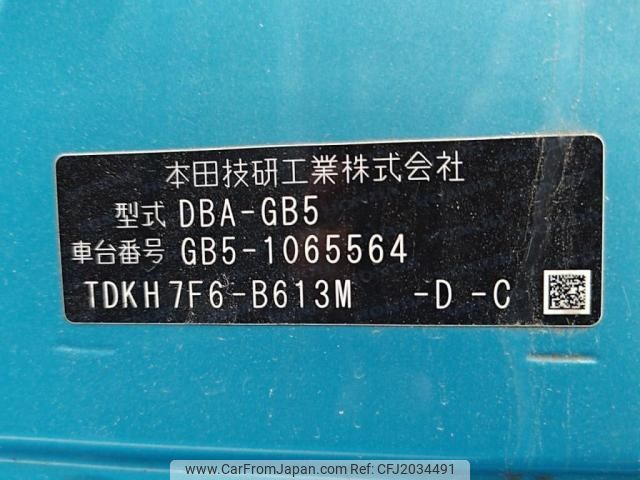 本田技研工業株式会社
型式 DBA-GB5
車台番号 GB5-1065564
TDKH7F6-B613M -D -C
www.CarFromJapan.com - CFJ2034491